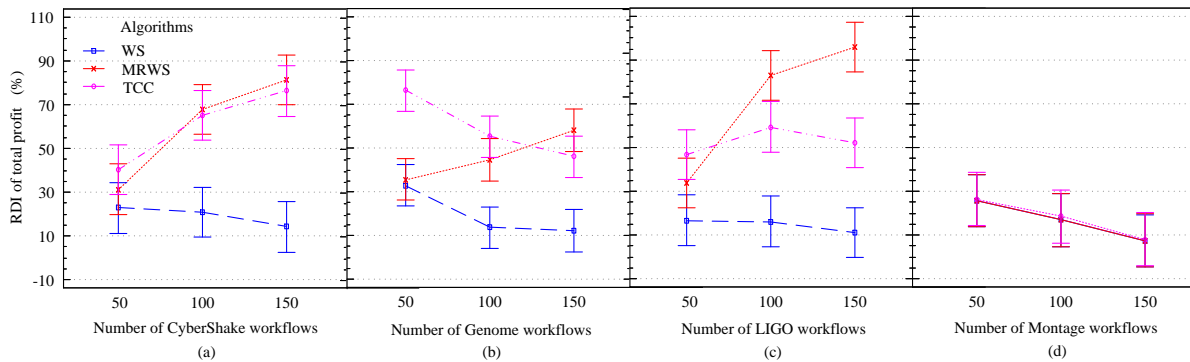 110
90
70
50
30
10
-10
RDI of total profit (%)
Algorithms
WS
MRWS
TCC
50 100 150
Number of CyberShake workflows
(a)
50 100 150
Number of Genome workflows
(b)
50 100 150
Number of LIGO workflows
(c)
50 100 150
Number of Montage workflows
(d)